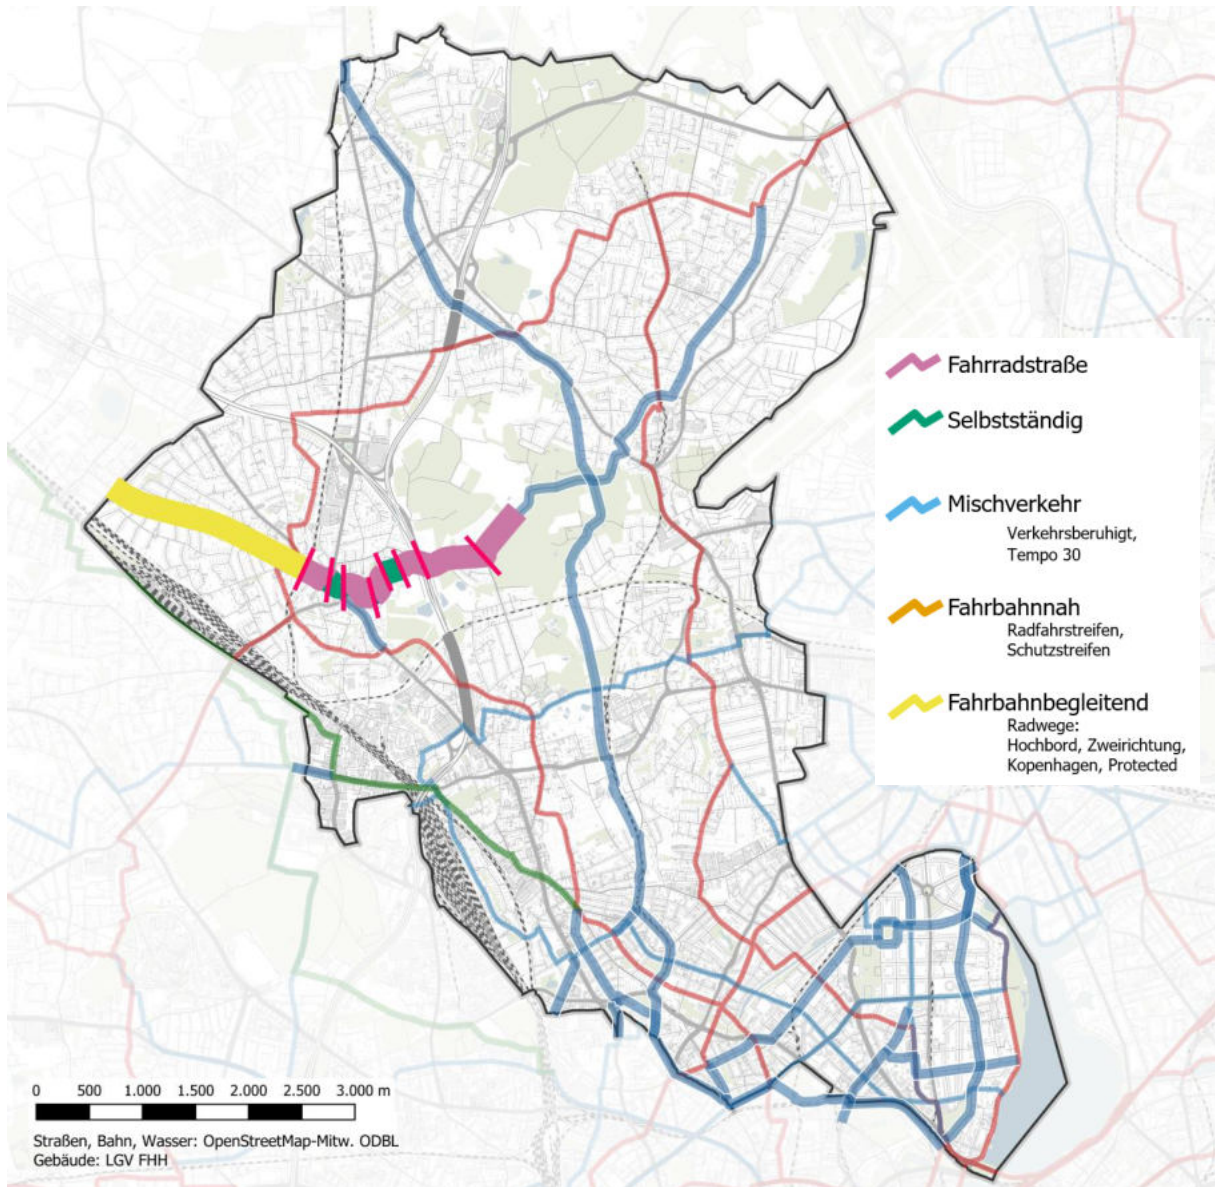 Fahrradstraße
Selbstständig
Mischverkehr
Verkehrsberuhigt,
Tempo 30
Fahrbahnnah
Radfahrstreifen,
Schutzstreifen
Fahrbahnbegleitend
Radwege:
Hochbord, Zweirichtung,
Kopenhagen, Protected
0 500 1.000 1.500 2.000 2.500 3.000 m
Straßen, Bahn, Wasser: OpenStreetMap-Mitw. ODBL
Gebäude: LGV FHH